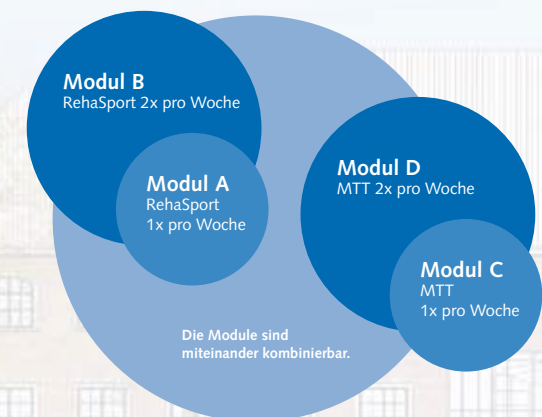 Modul B
RehaSport 2x pro Woche
Modul A
RehaSport
1x pro Woche
Modul D
MTT 2x pro Woche
Modul C
MTT
1x pro Woche
Die Module sind
miteinander kombinierbar.